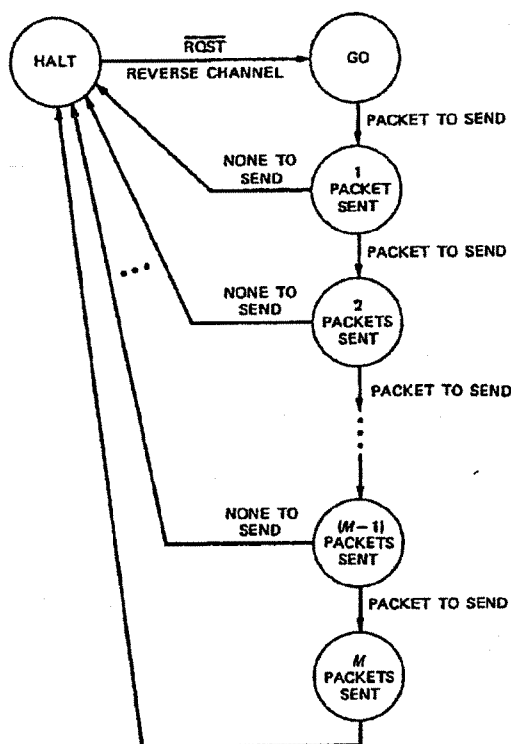 HALT
RQST
REVERSE CHANNEL
GO
PACKET TO SEND
NONE TO
SEND
1
PACKET
SENT
PACKET TO SEND
NONE TO
SEND
2
PACKETS
SENT
PACKET TO SEND
NONE TO
SEND
(M-1)
PACKETS
SENT
PACKET TO SEND
M
PACKETS
SENT